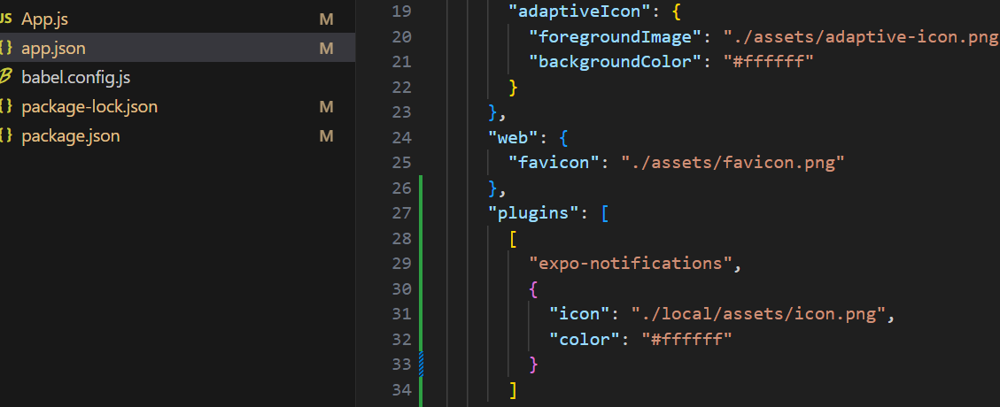 JS App.js M
{} app.json M
B babel.config.js
{} package-lock.json M
{} package.json M
19 "adaptiveIcon": {
20 "foregroundImage": "./assets/adaptive-icon.png
21 "backgroundColor": "#ffffff"
22 }
23 },
24 "web": {
25 "favicon": "./assets/favicon.png"
26 },
27 "plugins": [
28 [
29 "expo-notifications",
30 {
31 "icon": "./local/assets/icon.png",
32 "color": "#ffffff"
33 }
34 ]